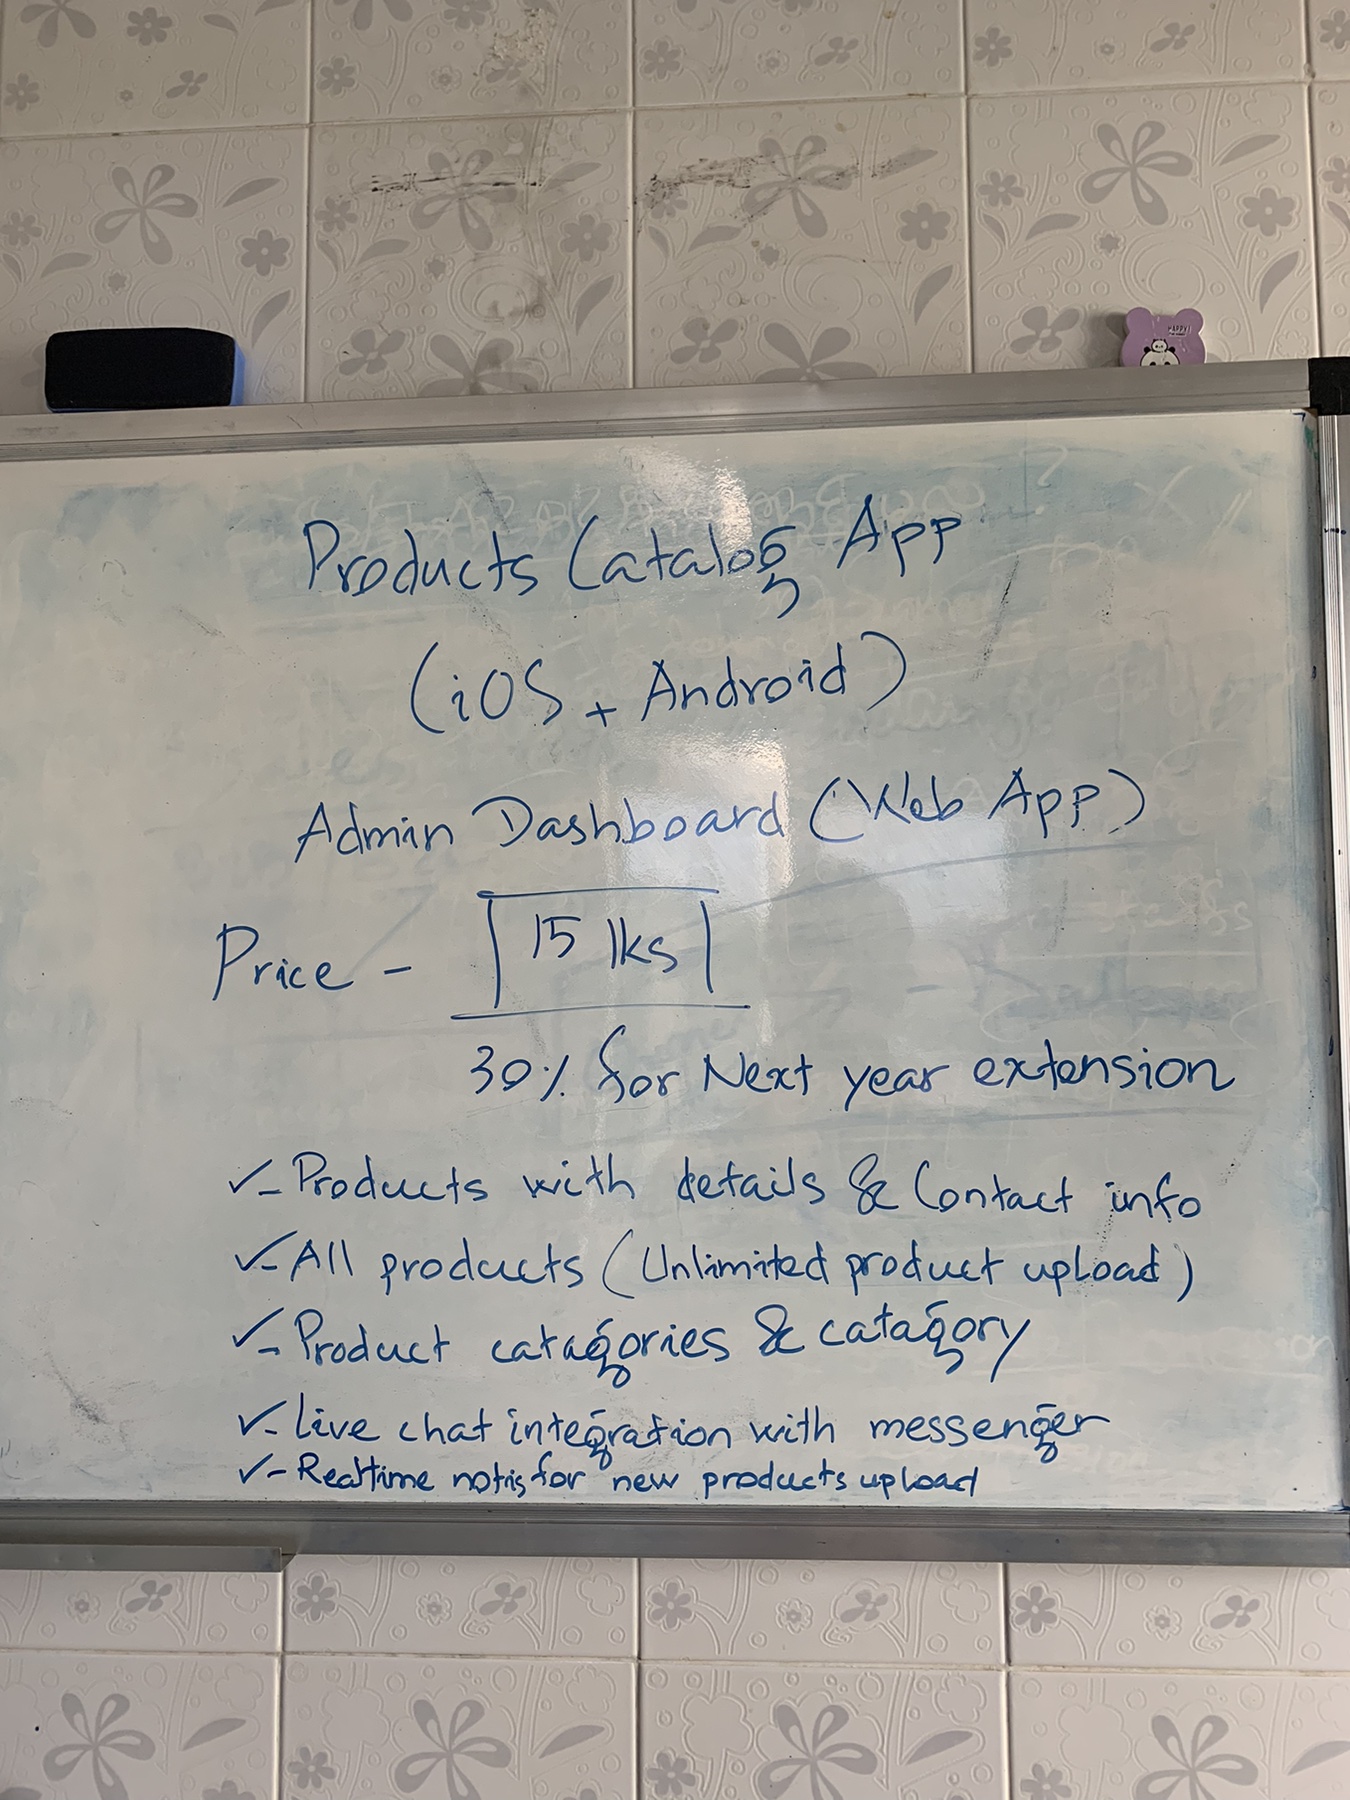 HAPPY!
Products Catalog App
(iOS + Android)
Admin Dashboard (Web App)
Price - 15 lks
30% for Next year extension
✓- Products with details & Contact info
✓- All products (Unlimited product upload)
✓- Product catagories & catagory
✓- Live chat integration with messenger
✓- Realtime notis for new products upload